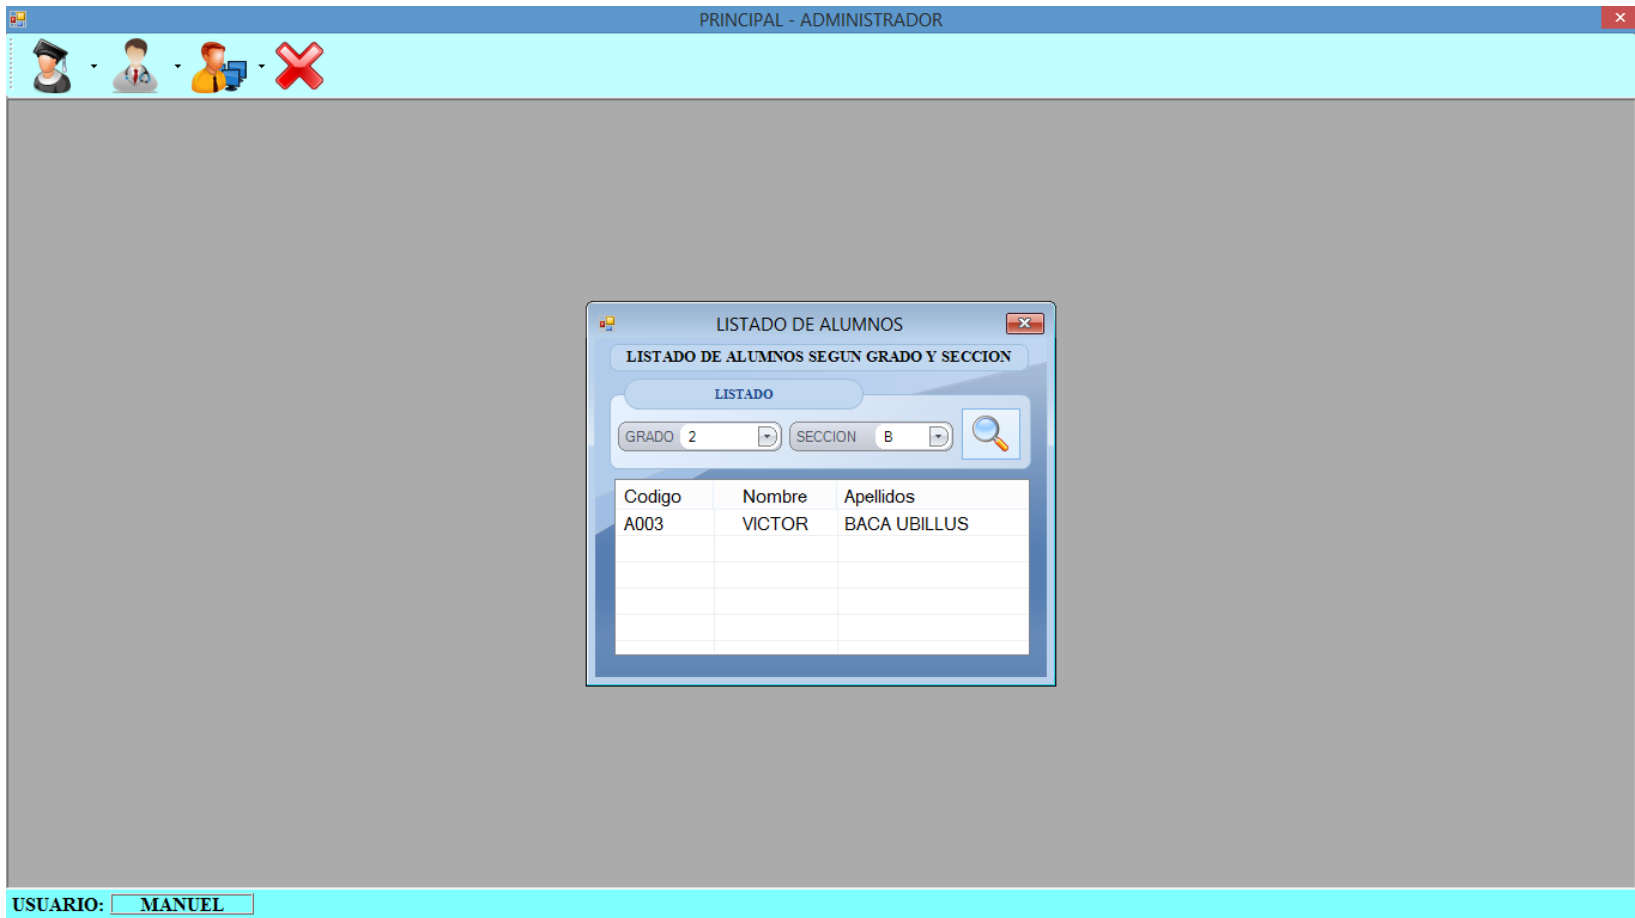 PRINCIPAL - ADMINISTRADOR
LISTADO DE ALUMNOS
LISTADO DE ALUMNOS SEGUN GRADO Y SECCION
LISTADO
GRADO 2 SECCION B
Codigo Nombre Apellidos
A003 VICTOR BACA UBILLUS
USUARIO: MANUEL